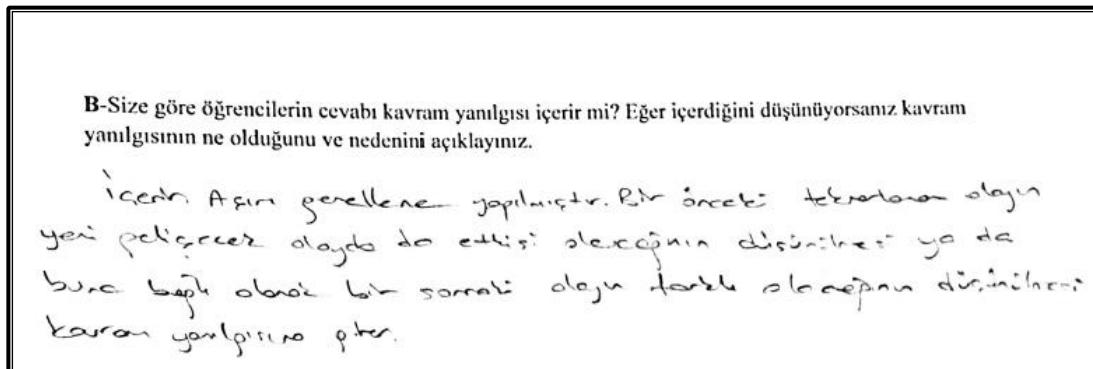 B-Size göre öğrencilerin cevabı kavram yanılgısı içerir mi? Eğer içerdiğini düşünüyorsanız kavram
yanılgısının ne olduğunu ve nedenini açıklayınız.
İçerir. Aşırı genelleme yapılmıştır. Bir önceki tekrarlanan olayın
yeni gelişecek olayda da etkisi olacağının düşünülmesi ya da
buna bağlı olarak bir sonraki olayın farklı olacağının düşünülmesi
kavram yanılgısına girer.